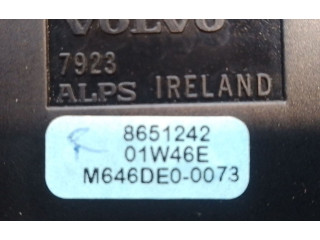 VOLVO
7923
ALPS IRELAND
8651242
01W46E
M646DE0-0073